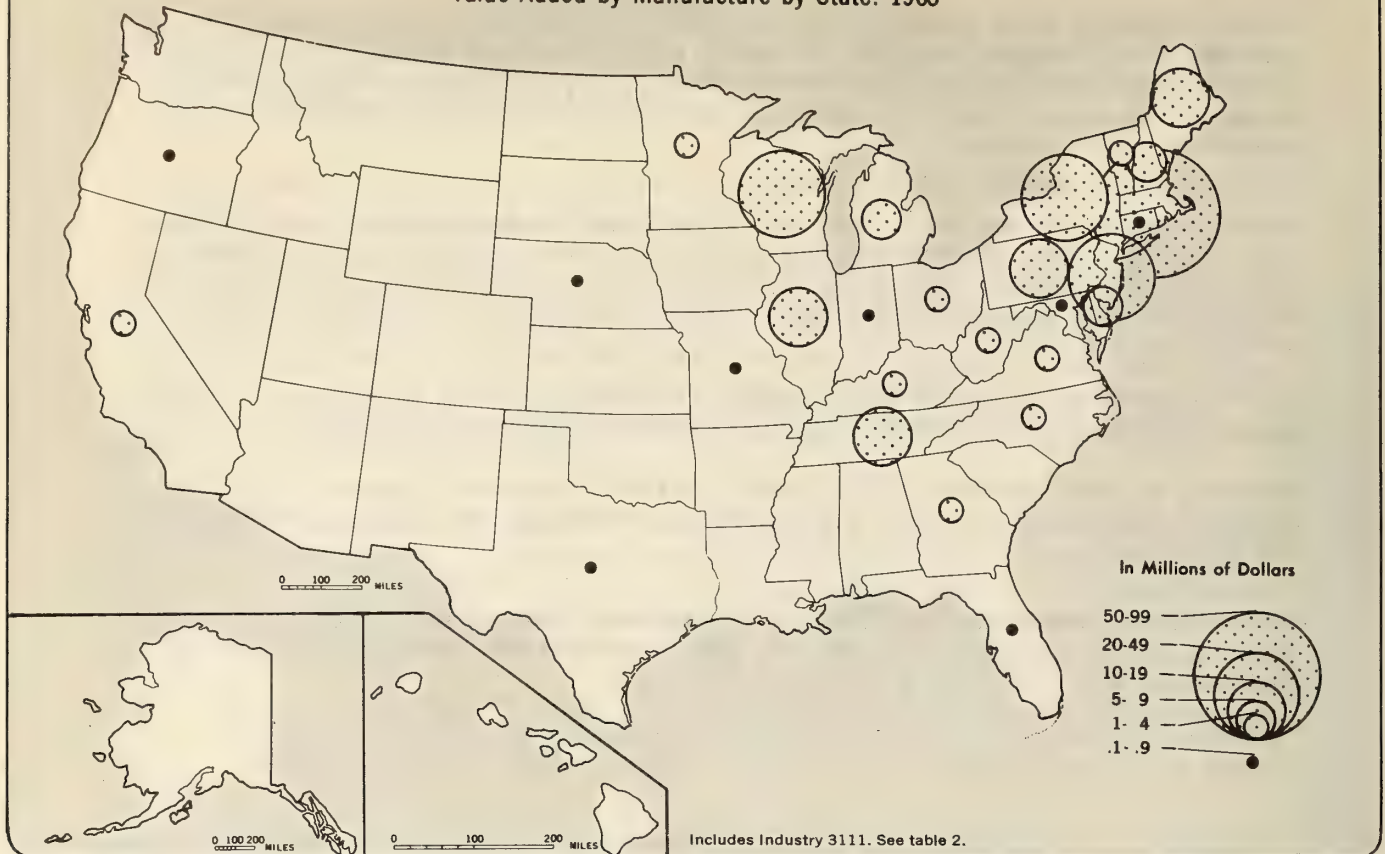 Value Added by Manufacture by State: 1963
0 100 200 MILES
In Millions of Dollars
50-99
20-49
10-19
5- 9
1- 4
.1- .9
0 100 200 MILES
0 100 200 MILES
Includes Industry 3111. See table 2.